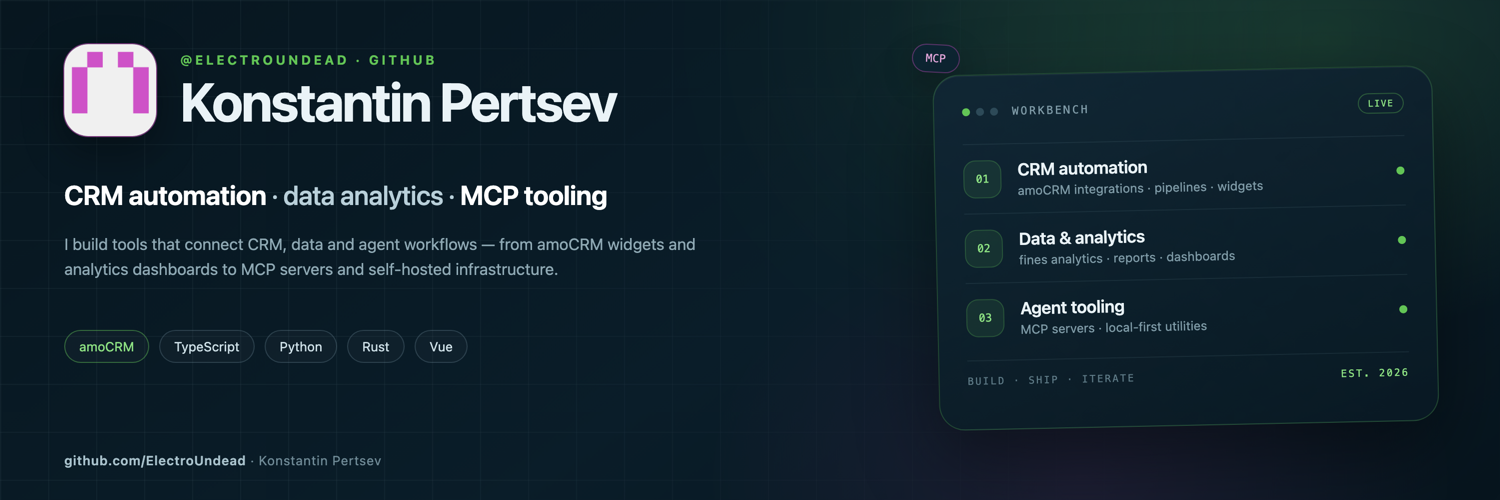 @ELECTROUNDEAD · GITHUB
Konstantin Pertsev
CRM automation · data analytics · MCP tooling
I build tools that connect CRM, data and agent workflows — from amoCRM widgets and
analytics dashboards to MCP servers and self-hosted infrastructure.
amoCRM TypeScript Python Rust Vue
github.com/ElectroUndead · Konstantin Pertsev
MCP
WORKBENCH LIVE
01 CRM automation
amoCRM integrations · pipelines · widgets
02 Data & analytics
fines analytics · reports · dashboards
03 Agent tooling
MCP servers · local-first utilities
BUILD · SHIP · ITERATE EST. 2026